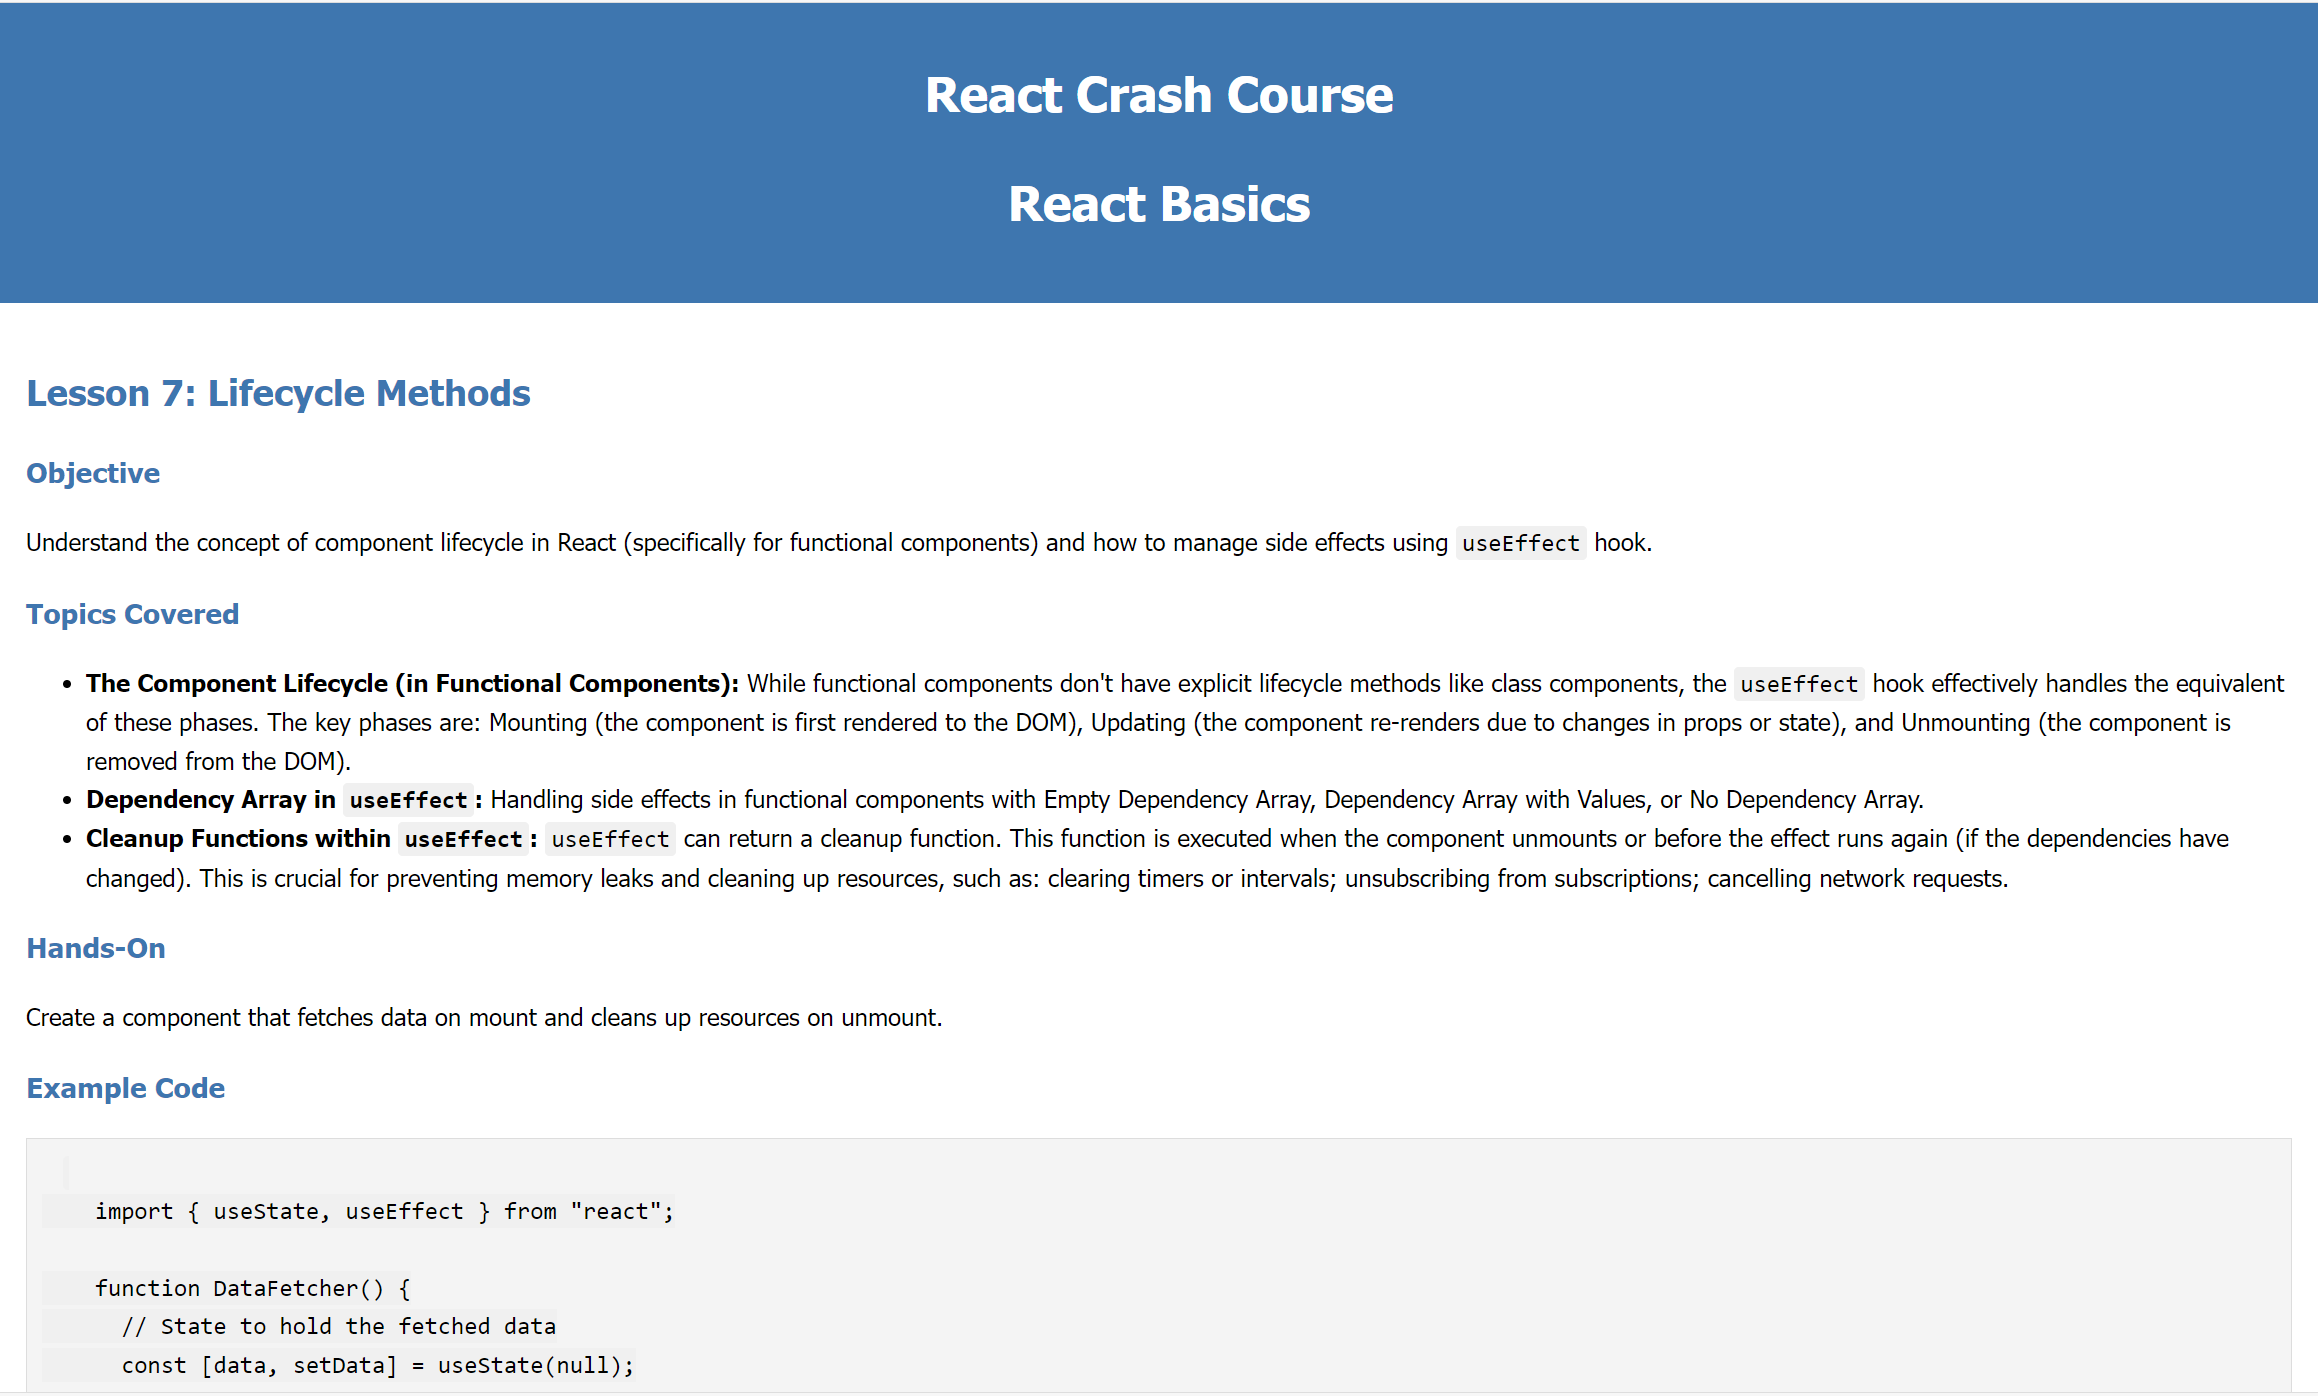 React Crash Course
React Basics
Lesson 7: Lifecycle Methods
Objective
Understand the concept of component lifecycle in React (specifically for functional components) and how to manage side effects using useEffect hook.
Topics Covered
• The Component Lifecycle (in Functional Components): While functional components don't have explicit lifecycle methods like class components, the useEffect hook effectively handles the equivalent
of these phases. The key phases are: Mounting (the component is first rendered to the DOM), Updating (the component re-renders due to changes in props or state), and Unmounting (the component is
removed from the DOM).
• Dependency Array in useEffect: Handling side effects in functional components with Empty Dependency Array, Dependency Array with Values, or No Dependency Array.
• Cleanup Functions within useEffect: useEffect can return a cleanup function. This function is executed when the component unmounts or before the effect runs again (if the dependencies have
changed). This is crucial for preventing memory leaks and cleaning up resources, such as: clearing timers or intervals; unsubscribing from subscriptions; cancelling network requests.
Hands-On
Create a component that fetches data on mount and cleans up resources on unmount.
Example Code
import { useState, useEffect } from "react";
function DataFetcher() {
// State to hold the fetched data
const [data, setData] = useState(null);